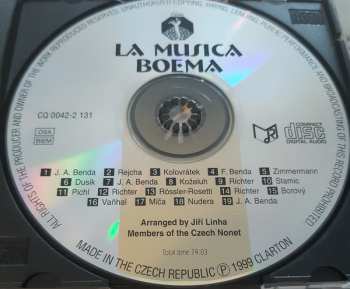 LA MUSICA
BOEMA
CQ 0042-2 131
OSA
BIEM
COMPACT
disc
DIGITAL AUDIO
1 J. A. Benda 2 Rejcha 3 Kolovrátek 4 F. Benda 5 Zimmermann
6 Dusík 7 J. A. Benda 8 Koželuh 9 Richter 10 Stamic
11 Pichl 12 Richter 13 Rössler-Rosetti 14 Richter 15 Borový
16 Vaňhal 17 Míča 18 Nudera 19 J. A. Benda
Arranged by Jiří Linha
Members of the Czech Nonet
Total time 74:03
MADE IN THE CZECH REPUBLIC Ⓟ 1999 CLARTON
ALL RIGHTS OF THE PRODUCER AND OWNER OF THE WORK REPRODUCED RESERVED. UNAUTHORISED COPYING, HIRING, LENDING, PUBLIC PERFORMANCE AND BROADCASTING OF THIS RECORD PROHIBITED